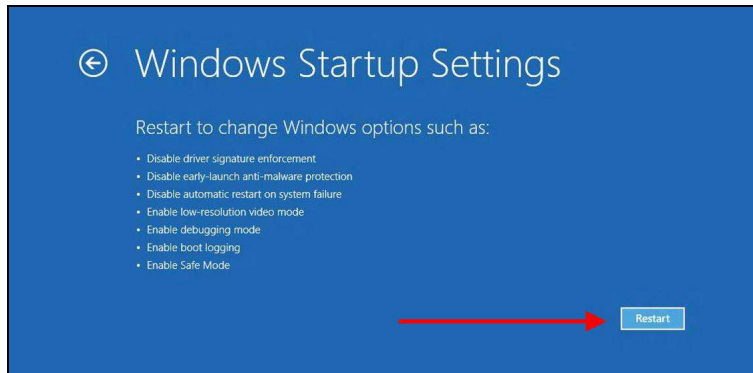 Windows Startup Settings
Restart to change Windows options such as:
• Disable driver signature enforcement
• Disable early-launch anti-malware protection
• Disable automatic restart on system failure
• Enable low-resolution video mode
• Enable debugging mode
• Enable boot logging
• Enable Safe Mode
Restart